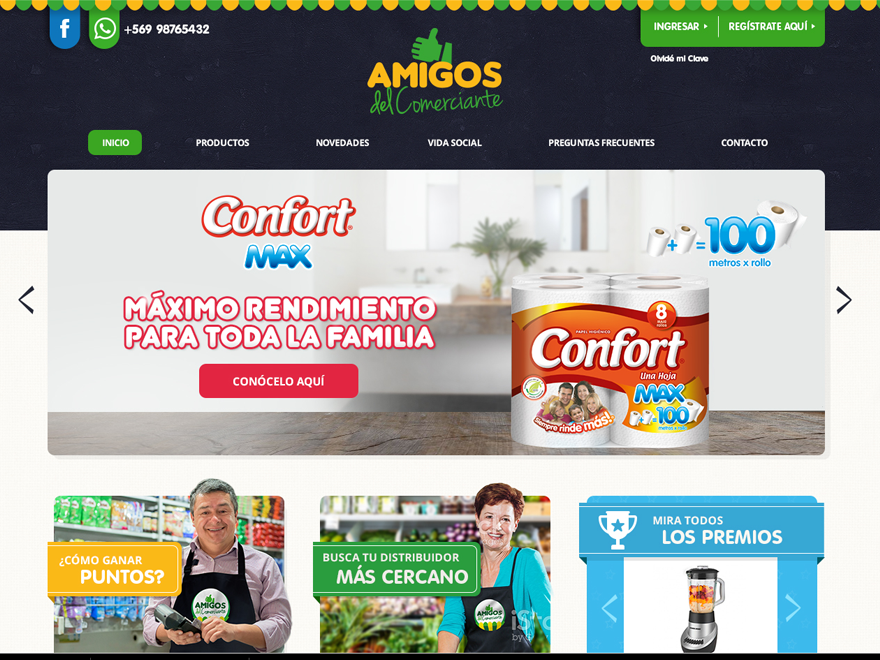 f
+569 98765432
INGRESAR
REGÍSTRATE AQUÍ
Olvidé mi Clave
AMIGOS
del Comerciante
INICIO
PRODUCTOS
NOVEDADES
VIDA SOCIAL
PREGUNTAS FRECUENTES
CONTACTO
Confort
MAX
MÁXIMO RENDIMIENTO
PARA TODA LA FAMILIA
CONÓCELO AQUÍ
+ = 100
metros x rollo
8
PAPEL HIGIÉNICO
Confort
Una Hoja
MAX
=100
metros x rollo
Siempre rinde más!
¿CÓMO GANAR
PUNTOS?
AMIGOS
del Comerciante
BUSCA TU DISTRIBUIDOR
MÁS CERCANO
AMIGOS
del Comerciante
MIRA TODOS
LOS PREMIOS